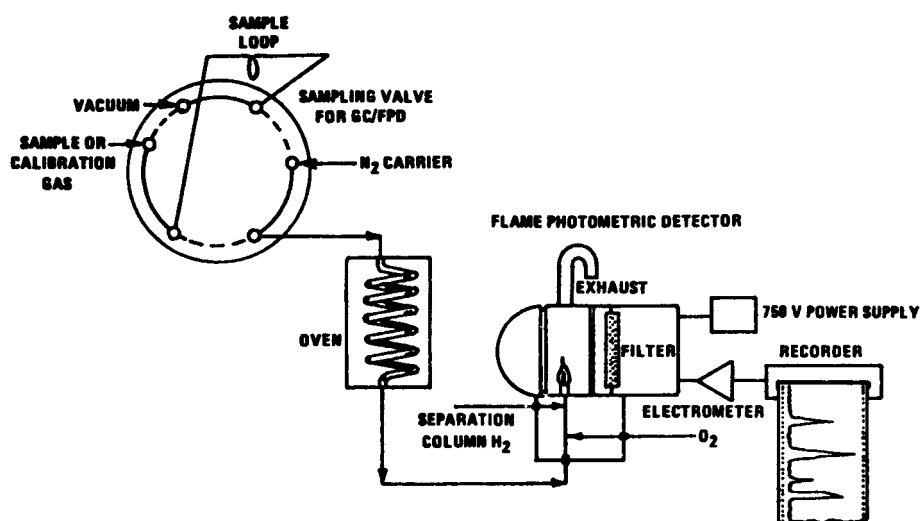 SAMPLE
LOOP
VACUUM
SAMPLING VALVE
FOR GC/FPD
SAMPLE OR
CALIBRATION
GAS
N2 CARRIER
FLAME PHOTOMETRIC DETECTOR
EXHAUST
750 V POWER SUPPLY
OVEN
FILTER
RECORDER
ELECTROMETER
SEPARATION
COLUMN H2
O2